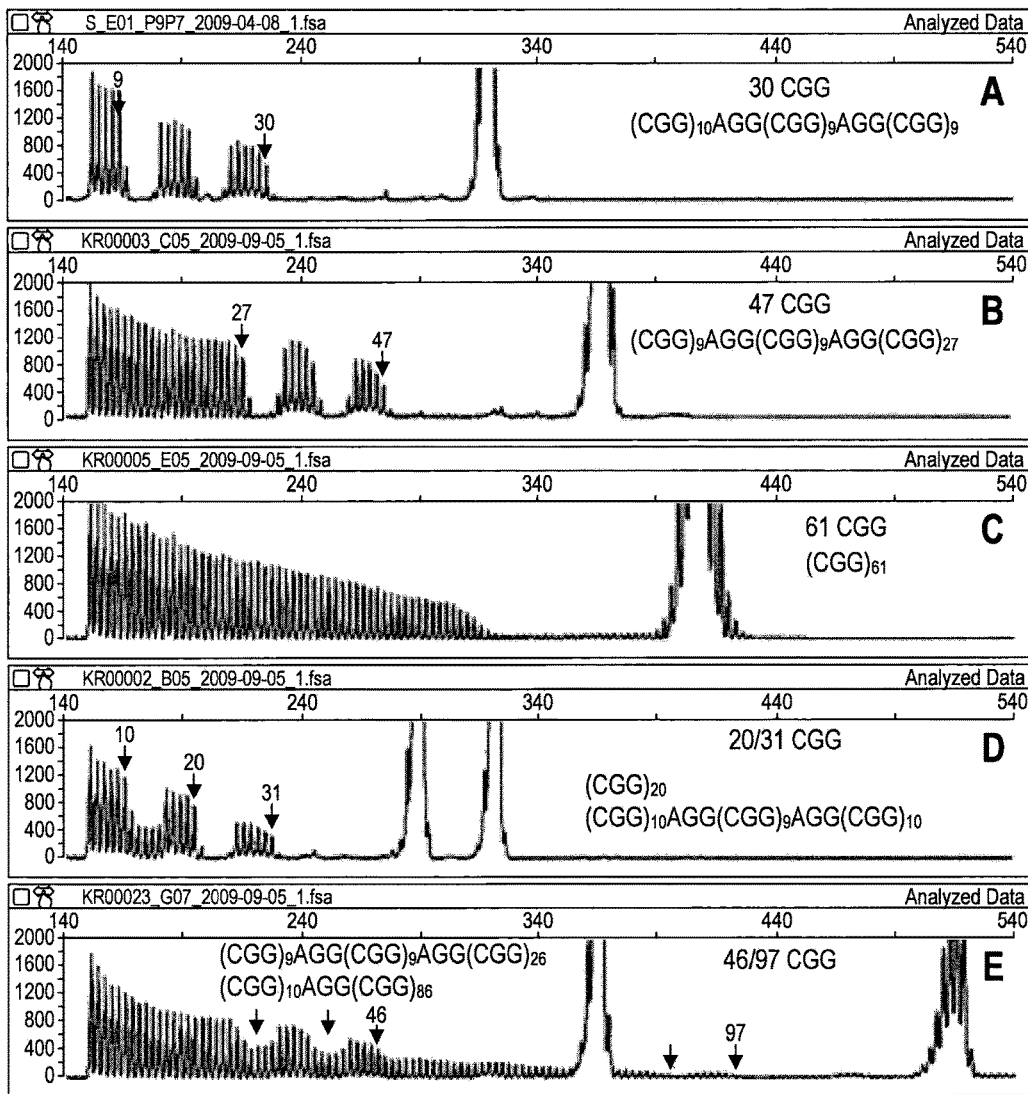 S_E01_P9P7_2009-04-08_1.fsa Analyzed Data
140 240 340 440 540
2000
1600
1200
800
400
0
9
30
30 CGG
(CGG)10AGG(CGG)9AGG(CGG)9
A
KR00003_C05_2009-09-05_1.fsa Analyzed Data
140 240 340 440 540
2000
1600
1200
800
400
0
27
47
47 CGG
(CGG)9AGG(CGG)9AGG(CGG)27
B
KR00005_E05_2009-09-05_1.fsa Analyzed Data
140 240 340 440 540
2000
1600
1200
800
400
0
61 CGG
(CGG)61
C
KR00002_B05_2009-09-05_1.fsa Analyzed Data
140 240 340 440 540
2000
1600
1200
800
400
0
10
20
31
20/31 CGG
(CGG)20
(CGG)10AGG(CGG)9AGG(CGG)10
D
KR00023_G07_2009-09-05_1.fsa Analyzed Data
140 240 340 440 540
2000
1600
1200
800
400
0
(CGG)9AGG(CGG)9AGG(CGG)26
(CGG)10AGG(CGG)86
46
97
46/97 CGG
E